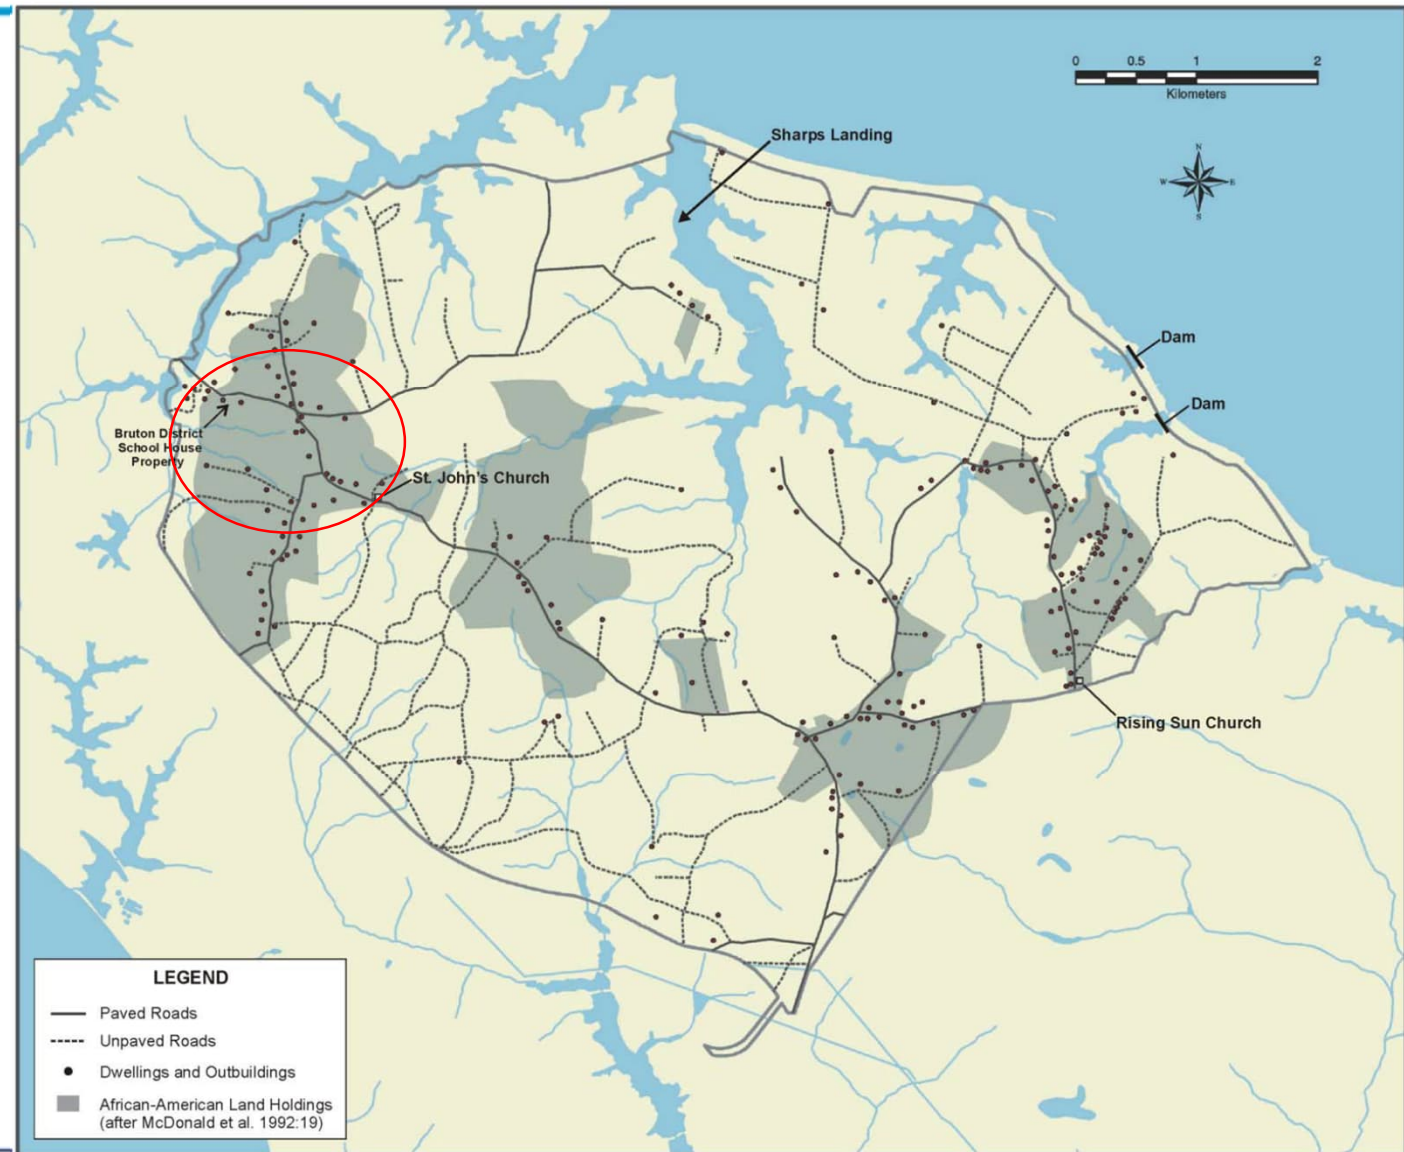 0 0.5 1 2
Kilometers
Sharps Landing
N
W E
S
Dam
Dam
Bruton District
School House
Property
St. John's Church
Rising Sun Church
LEGEND
Paved Roads
Unpaved Roads
Dwellings and Outbuildings
African-American Land Holdings
(after McDonald et al. 1992:19)